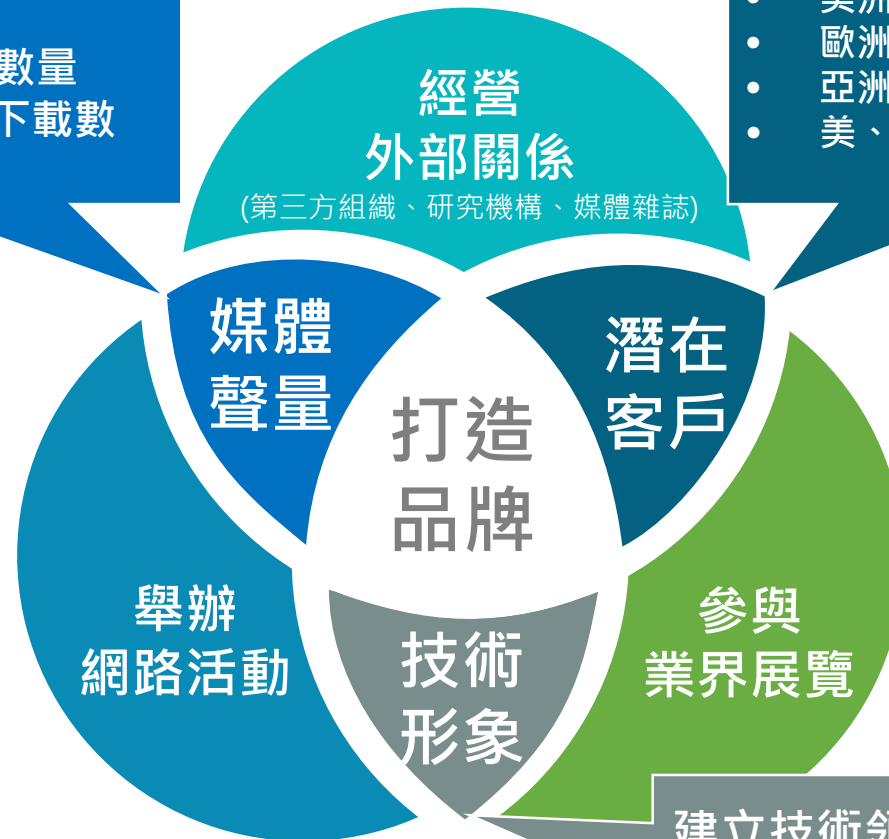 數量
下載數
歐洲
亞洲
美、
經營
外部關係
(第三方組織、研究機構、媒體雜誌)
媒體
聲量
潛在
客戶
打造
品牌
舉辦
網路活動
技術
形象
參與
業界展覽
建立技術